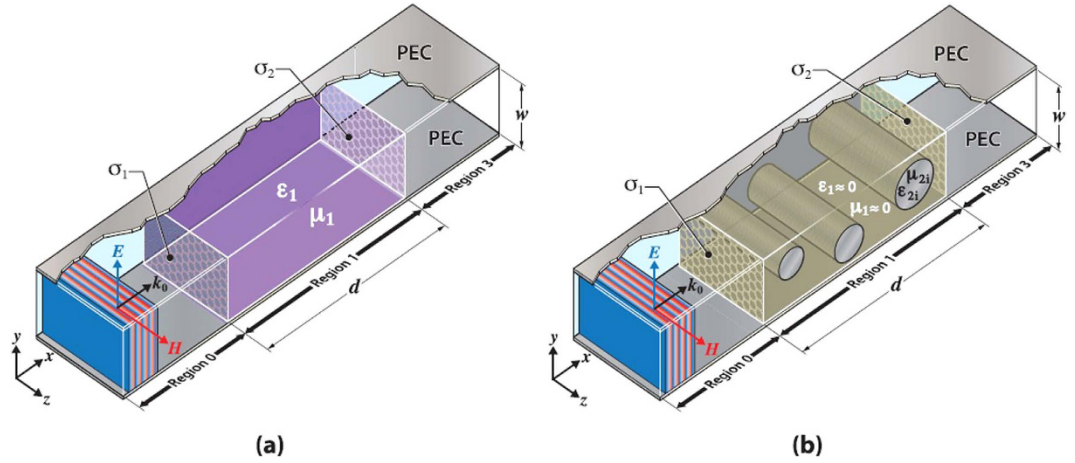 PEC
σ2
w
PEC
σ1
ε1
μ1
Region 3
E
k0
Region 1
d
H
y
x
z
Region 0
(a)
PEC
σ2
w
PEC
σ1
ε1≈0
μ1≈0
μ2i
ε2i
Region 3
E
k0
Region 1
d
H
y
x
z
Region 0
(b)